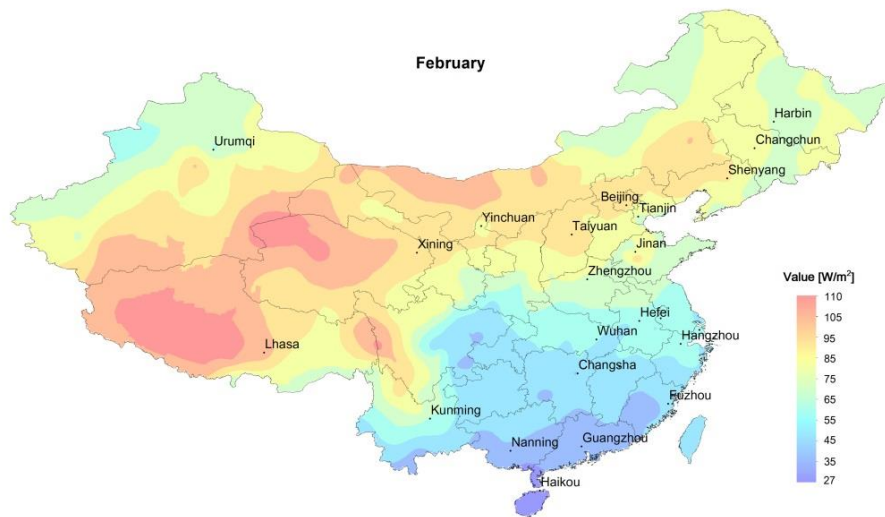 February
Harbin
Urumqi
Changchun
Shenyang
Beijing
Tianjin
Yinchuan
Taiyuan
Xining
Jinan
Zhengzhou
Value [W/m²]
110
105
95
85
75
65
55
45
35
27
Hefei
Wuhan
Hangzhou
Lhasa
Changsha
Fuzhou
Kunming
Nanning
Guangzhou
Haikou